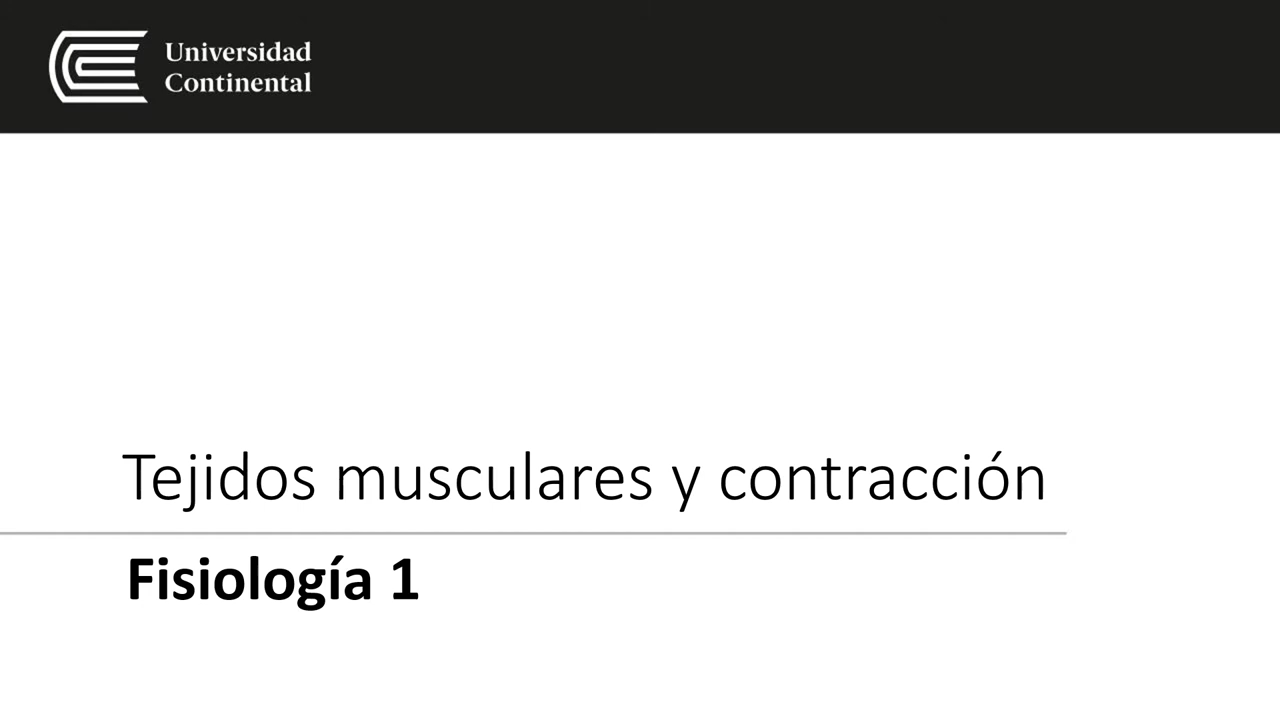 Universidad
Continental
Tejidos musculares y contracción
Fisiología 1